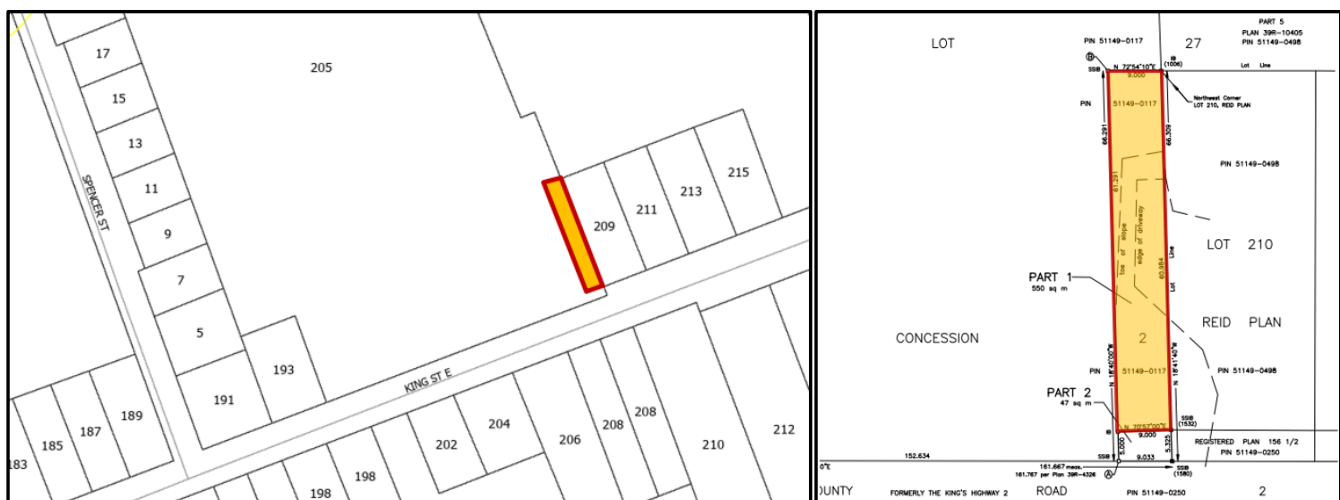 17
205
15
13
11
9
7
5
193
191
SPENCER ST
189
187
185
183
215
213
211
209
KING ST E
202
204
206
208
208
210
212
198
198
LOT
27
PART 5
PLAN 39R-10405
PIN 51149-0498
PIN 51149-0117
B
SSIB
N 72°54'10"E
9.000
IB
(1006)
Lot Line
Northwest Corner
LOT 210, REID PLAN
PIN
51149-0117
66.291
66.309
61.291
60.984
PIN 51149-0498
toe of slope
edge of driveway
Lot Line
LOT 210
PART 1
550 sq m
CONCESSION
2
REID PLAN
N 18°40'00"W
N 18°41'40"W
PIN
51149-0117
PIN 51149-0498
PART 2
47 sq m
N 70°57'00"E
9.000
IB
SSIB
(1532)
5.000
5.325
REGISTERED PLAN 156 1/2
PIN 51149-0250
0"E
152.634
SSIB
9.033
161.667 meas.
161.767 per Plan 39R-4326
A
SSIB
(1580)
OUNTY
FORMERLY THE KING'S HIGHWAY 2
ROAD
PIN 51149-0250
2